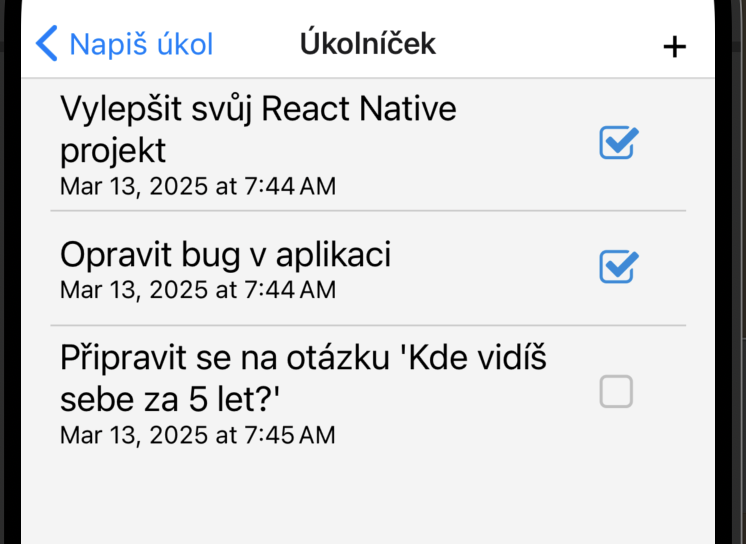 Napiš úkol
Úkolníček
+
Vylepšit svůj React Native
projekt
Mar 13, 2025 at 7:44 AM
Opravit bug v aplikaci
Mar 13, 2025 at 7:44 AM
Připravit se na otázku 'Kde vidíš
sebe za 5 let?'
Mar 13, 2025 at 7:45 AM